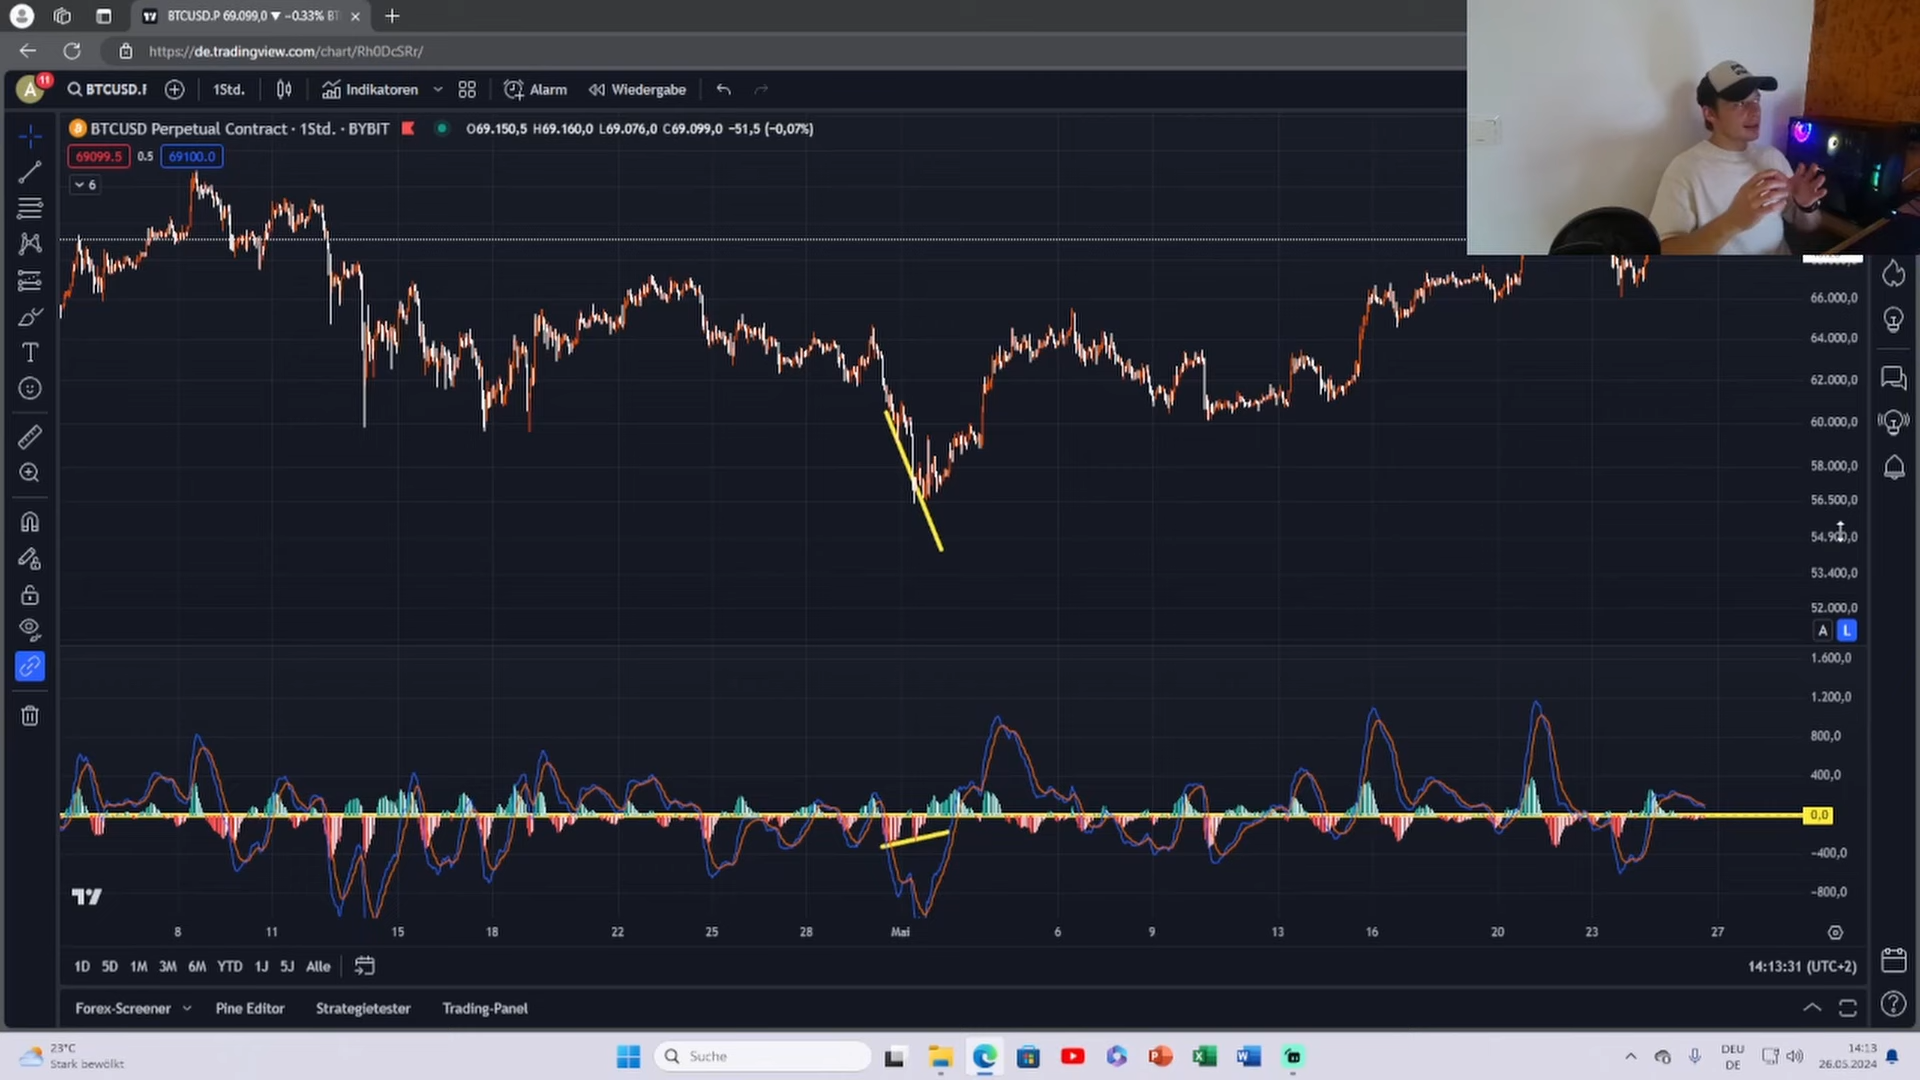 BTCUSD.P 69.099,0 ▼ −0.33% BT
https://de.tradingview.com/chart/Rh0DcSRr/
A
11
BTCUSD.F
1Std.
Indikatoren
Alarm
Wiedergabe
BTCUSD Perpetual Contract · 1Std. · BYBIT
O69.150,5 H69.160,0 L69.076,0 C69.099,0 −51,5 (−0,07%)
69099.5
0.5
69100.0
6
66.000,0
64.000,0
62.000,0
60.000,0
58.000,0
56.500,0
54.900,0
53.400,0
52.000,0
A
L
1.600,0
1.200,0
800,0
400,0
0,0
−400,0
−800,0
8
11
15
18
22
25
28
Mai
6
9
13
16
20
23
27
1D 5D 1M 3M 6M YTD 1J 5J Alle
14:13:31 (UTC+2)
Forex-Screener
Pine Editor
Strategietester
Trading-Panel
23°C
Stark bewölkt
Suche
DEU
DE
14:13
26.05.2024